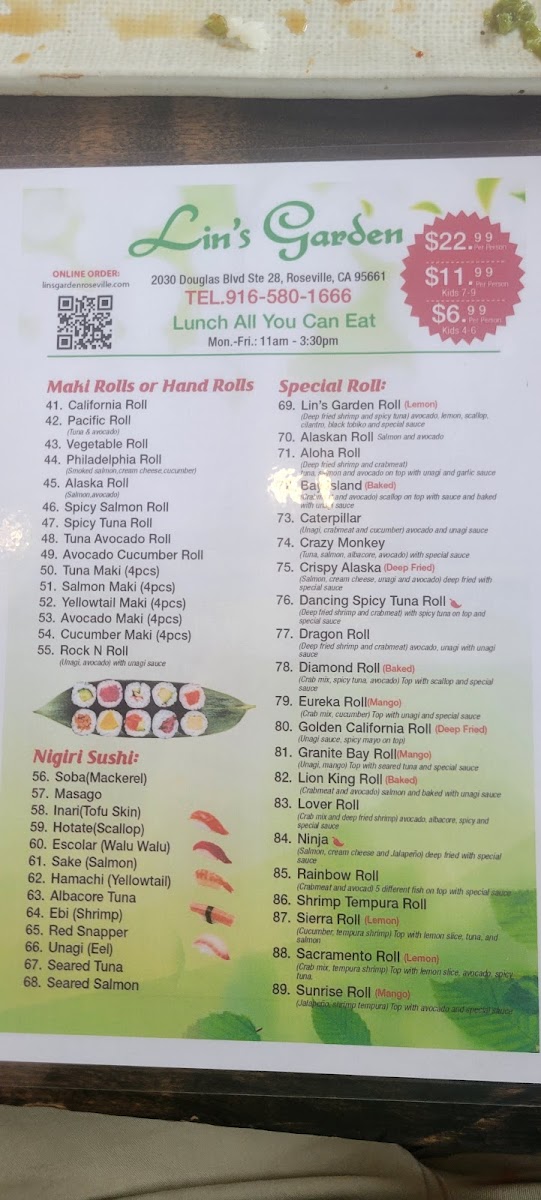 Lin's Garden
ONLINE ORDER:
linsgardenroseville.com
2030 Douglas Blvd Ste 28, Roseville, CA 95661
TEL.916-580-1666
Lunch All You Can Eat
Mon.-Fri.: 11am - 3:30pm
$22.99
Per Person
$11.99
Per Person
Kids 7-9
$6.99
Per Person
Kids 4-6
Maki Rolls or Hand Rolls
41. California Roll
42. Pacific Roll
(Tuna & avocado)
43. Vegetable Roll
44. Philadelphia Roll
(Smoked salmon,cream cheese,cucumber)
45. Alaska Roll
(Salmon,avocado)
46. Spicy Salmon Roll
47. Spicy Tuna Roll
48. Tuna Avocado Roll
49. Avocado Cucumber Roll
50. Tuna Maki (4pcs)
51. Salmon Maki (4pcs)
52. Yellowtail Maki (4pcs)
53. Avocado Maki (4pcs)
54. Cucumber Maki (4pcs)
55. Rock N Roll
(Unagi, avocado) with unagi sauce
Nigiri Sushi:
56. Soba(Mackerel)
57. Masago
58. Inari(Tofu Skin)
59. Hotate(Scallop)
60. Escolar (Walu Walu)
61. Sake (Salmon)
62. Hamachi (Yellowtail)
63. Albacore Tuna
64. Ebi (Shrimp)
65. Red Snapper
66. Unagi (Eel)
67. Seared Tuna
68. Seared Salmon
Special Roll:
69. Lin's Garden Roll (Lemon)
(Deep fried shrimp and spicy tuna) avocado, lemon, scallop,
cilantro, black tobiko and special sauce
70. Alaskan Roll Salmon and avocado
71. Aloha Roll
(Deep fried shrimp and crabmeat)
tuna, salmon and avocado on top with unagi and garlic sauce
Bay Island (Baked)
and avocado) scallop on top with sauce and baked
with sauce
73. Caterpillar
(Unagi, crabmeat and cucumber) avocado and unagi sauce
74. Crazy Monkey
(Tuna, salmon, albacore, avocado) with special sauce
75. Crispy Alaska (Deep Fried)
(Salmon, cream cheese, unagi and avocado) deep fried with
special sauce
76. Dancing Spicy Tuna Roll
(Deep fried shrimp and crabmeat) with spicy tuna on top and
special sauce
77. Dragon Roll
(Deep fried shrimp and crabmeat) avocado, unagi with unagi
sauce
78. Diamond Roll (Baked)
(Crab mix, spicy tuna, avocado) Top with scallop and special
sauce
79. Eureka Roll(Mango)
(Crab mix, cucumber) Top with unagi and special sauce
80. Golden California Roll (Deep Fried)
(Unagi sauce, spicy mayo on top)
81. Granite Bay Roll(Mango)
(Unagi, mango) Top with seared tuna and special sauce
82. Lion King Roll (Baked)
(Crabmeat and avocado) salmon and baked with unagi sauce
83. Lover Roll
(Crab mix and deep fried shrimp) avocado, albacore, spicy and
special sauce
84. Ninja
(Salmon, cream cheese and Jalapeño) deep fried with special
sauce
85. Rainbow Roll
(Crabmeat and avocad) 5 different fish on top with special sauce
86. Shrimp Tempura Roll
87. Sierra Roll (Lemon)
(Cucumber, tempura shrimp) Top with lemon slice, tuna, and
salmon
88. Sacramento Roll (Lemon)
(Crab mix, tempura shrimp) Top with lemon slice, avocado, spicy
tuna,
89. Sunrise Roll (Mango)
(Jalapeño, shrimp tempura) Top with avocado and special sauce